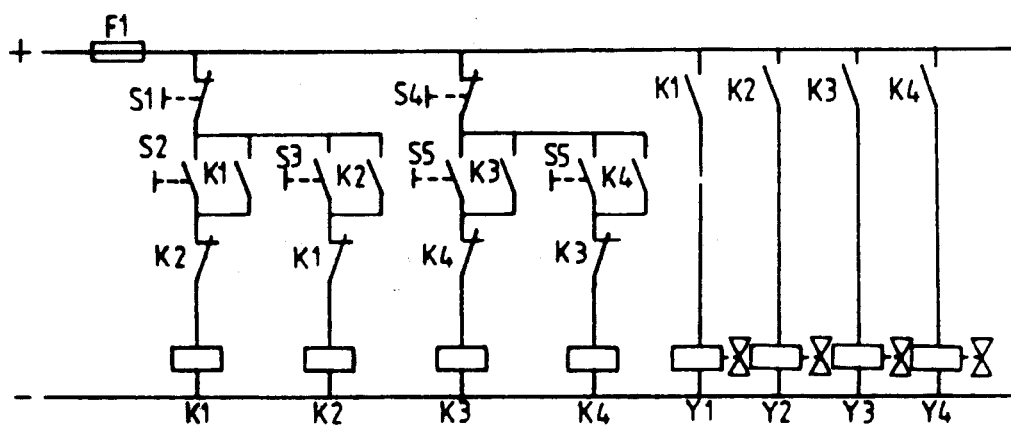 F1
+
S1 S4 K1 K2 K3 K4
S2 K1 S3 K2 S5 K3 S5 K4
K2 K1 K4 K3
-
K1 K2 K3 K4 Y1 Y2 Y3 Y4